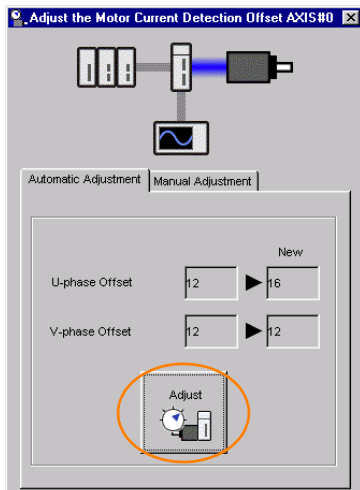 Adjust the Motor Current Detection Offset AXIS#0
Automatic Adjustment Manual Adjustment
New
U-phase Offset 12 16
V-phase Offset 12 12
Adjust